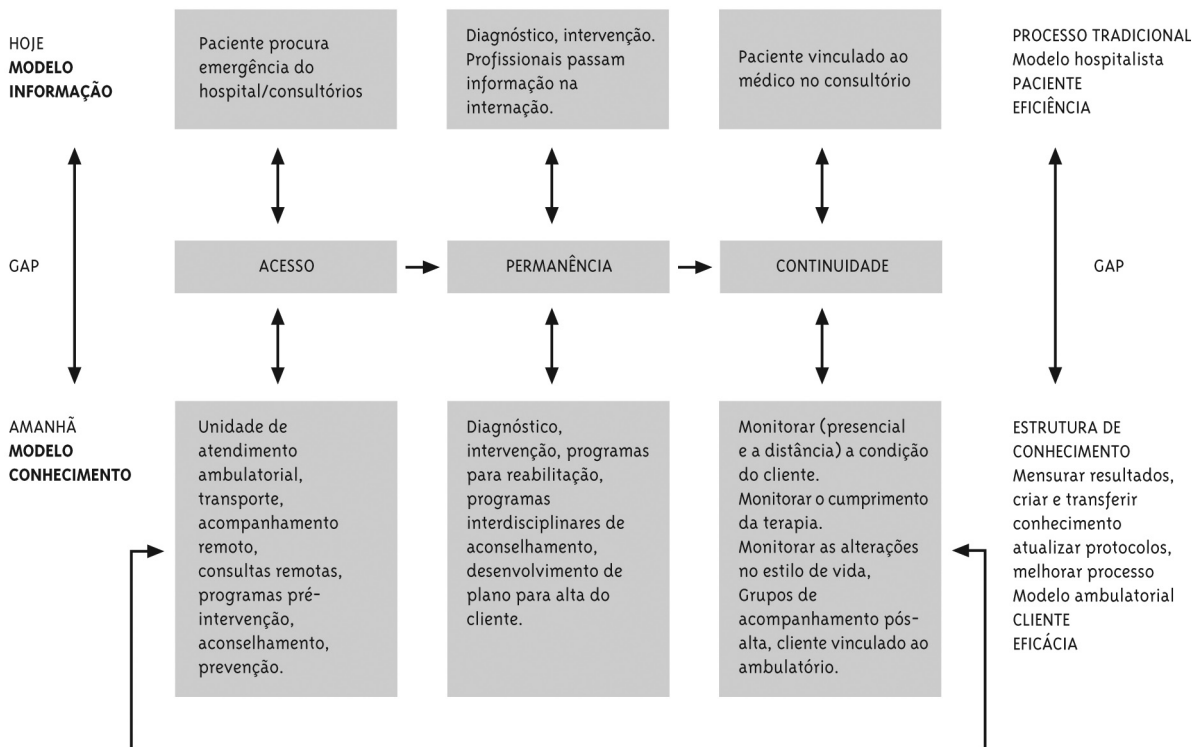 HOJE
MODELO
INFORMAÇÃO
Paciente procura
emergência do
hospital/consultórios
Diagnóstico, intervenção.
Profissionais passam
informação na
internação.
Paciente vinculado ao
médico no consultório
PROCESSO TRADICIONAL
Modelo hospitalista
PACIENTE
EFICIÊNCIA
GAP
ACESSO
PERMANÊNCIA
CONTINUIDADE
GAP
AMANHÃ
MODELO
CONHECIMENTO
Unidade de
atendimento
ambulatorial,
transporte,
acompanhamento
remoto,
consultas remotas,
programas pré-
intervenção,
aconselhamento,
prevenção.
Diagnóstico,
intervenção, programas
para reabilitação,
programas
interdisciplinares de
aconselhamento,
desenvolvimento de
plano para alta do
cliente.
Monitorar (presencial
e a distância) a condição
do cliente.
Monitorar o cumprimento
da terapia.
Monitorar as alterações
no estilo de vida,
Grupos de
acompanhamento pós-
alta, cliente vinculado ao
ambulatório.
ESTRUTURA DE
CONHECIMENTO
Mensurar resultados,
criar e transferir
conhecimento
atualizar protocolos,
melhorar processo
Modelo ambulatorial
CLIENTE
EFICÁCIA